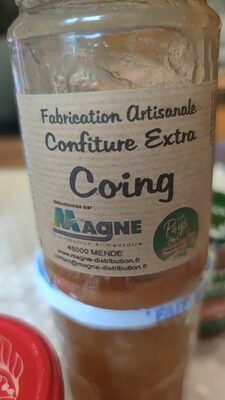 Fabrication Artisanale
Confiture Extra
Coing
Sélectionnée par :
MAGNE
Distribution Alimentaire
48000 MENDE
www.magne-distribution.fr
contact@magne-distribution.fr
Pays